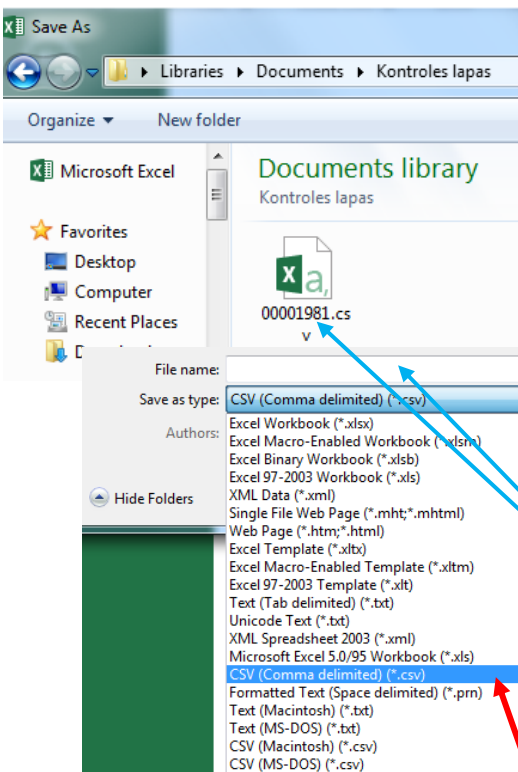 Save As
Libraries Documents Kontroles lapas
Organize New folder
Microsoft Excel
Favorites
Desktop
Computer
Recent Places
Documents library
Kontroles lapas
00001981.cs
v
File name:
Save as type: CSV (Comma delimited) (*.csv)
Authors:
Hide Folders
Excel Workbook (*.xlsx)
Excel Macro-Enabled Workbook (*.xlsm)
Excel Binary Workbook (*.xlsb)
Excel 97-2003 Workbook (*.xls)
XML Data (*.xml)
Single File Web Page (*.mht;*.mhtml)
Web Page (*.htm;*.html)
Excel Template (*.xltx)
Excel Macro-Enabled Template (*.xltm)
Excel 97-2003 Template (*.xlt)
Text (Tab delimited) (*.txt)
Unicode Text (*.txt)
XML Spreadsheet 2003 (*.xml)
Microsoft Excel 5.0/95 Workbook (*.xls)
CSV (Comma delimited) (*.csv)
Formatted Text (Space delimited) (*.prn)
Text (Macintosh) (*.txt)
Text (MS-DOS) (*.txt)
CSV (Macintosh) (*.csv)
CSV (MS-DOS) (*.csv)